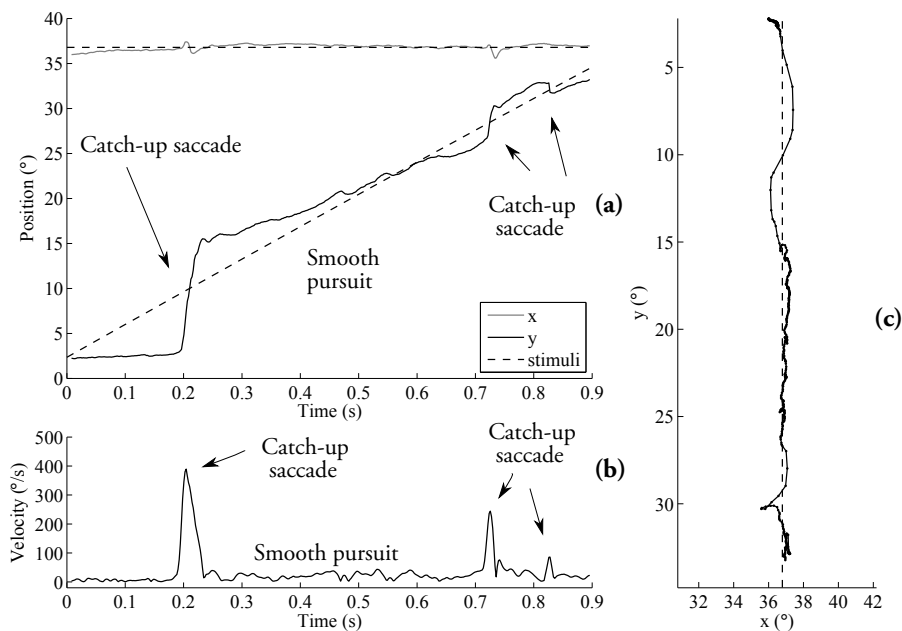 40
35
30
25
20
15
10
5
0
Position (°)
Catch-up saccade
Smooth
pursuit
Catch-up
saccade
(a)
x
y
stimuli
0 0.1 0.2 0.3 0.4 0.5 0.6 0.7 0.8 0.9
Time (s)
500
400
300
200
100
0
Velocity (°/s)
Catch-up
saccade
Smooth pursuit
Catch-up
saccade
(b)
0 0.1 0.2 0.3 0.4 0.5 0.6 0.7 0.8 0.9
Time (s)
5
10
15
20
25
30
y (°)
(c)
32 34 36 38 40 42
x (°)